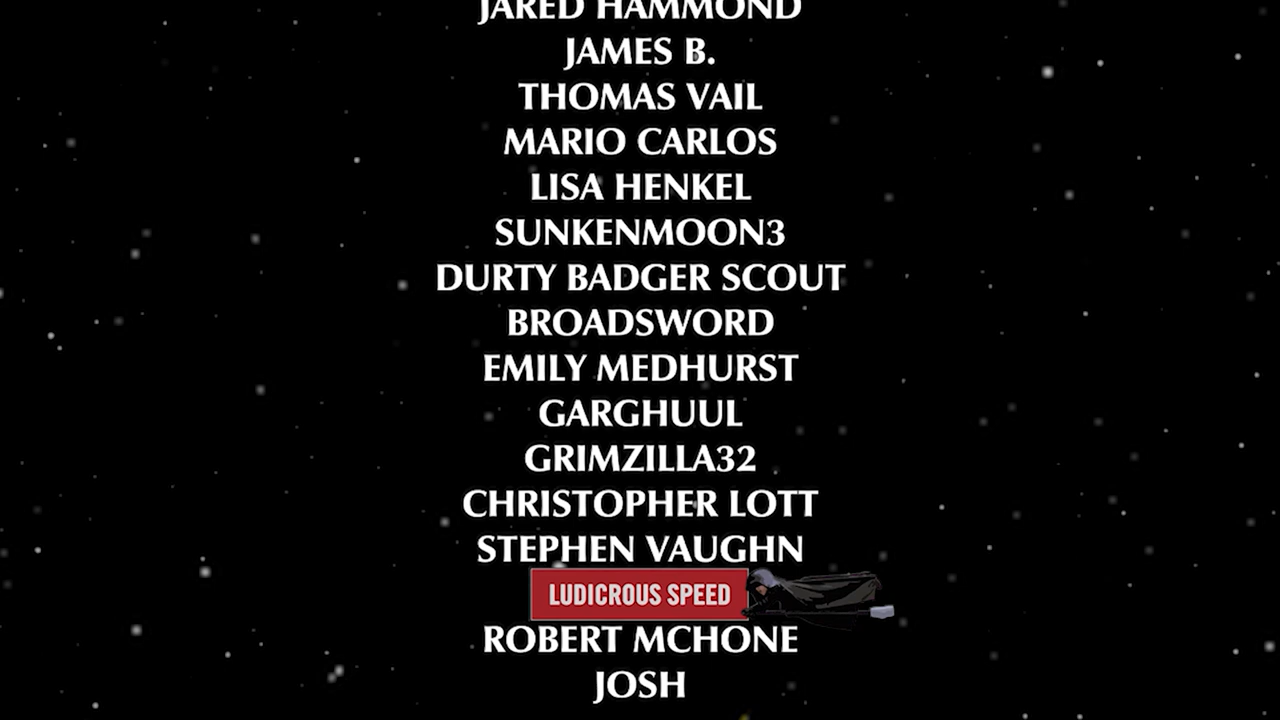 JARED HAMMOND
JAMES B.
THOMAS VAIL
MARIO CARLOS
LISA HENKEL
SUNKENMOON3
DURTY BADGER SCOUT
BROADSWORD
EMILY MEDHURST
GARGHUUL
GRIMZILLA32
CHRISTOPHER LOTT
STEPHEN VAUGHN
LUDICROUS SPEED
ROBERT MCHONE
JOSH